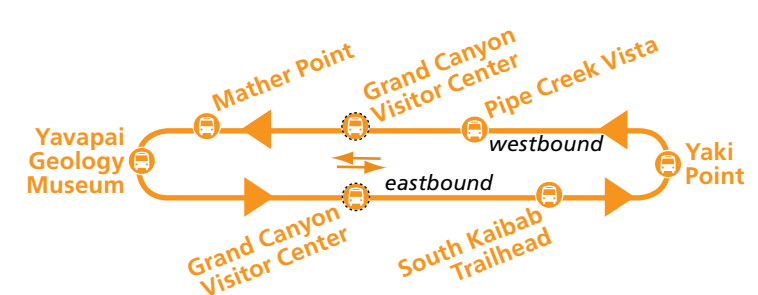 Mather Point
Grand Canyon
Visitor Center
Pipe Creek Vista
westbound
Yavapai
Geology
Museum
Yaki
Point
eastbound
Grand Canyon
Visitor Center
South Kaibab
Trailhead